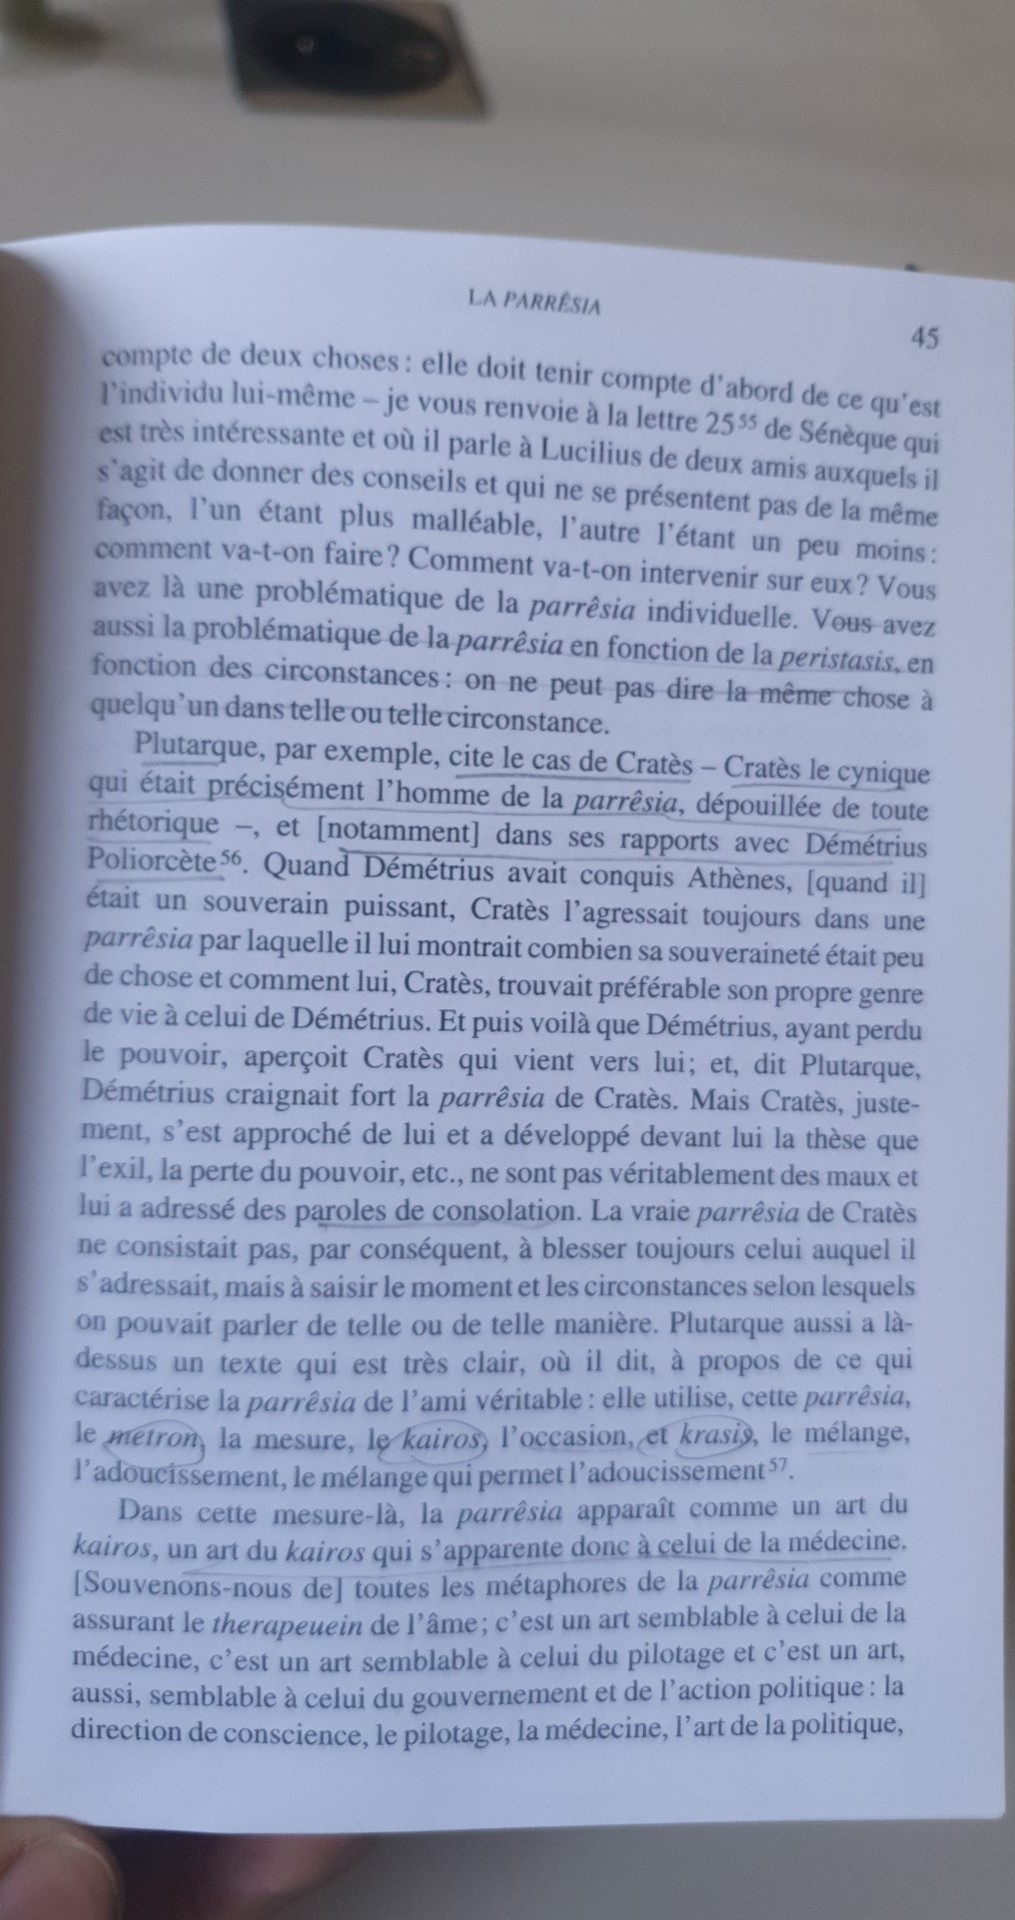 LA PARRÊSIA
45
compte de deux choses : elle doit tenir compte d'abord de ce qu'est
l'individu lui-même – je vous renvoie à la lettre 25⁵⁵ de Sénèque qui
est très intéressante et où il parle à Lucilius de deux amis auxquels il
s'agit de donner des conseils et qui ne se présentent pas de la même
façon, l'un étant plus malléable, l'autre l'étant un peu moins :
comment va-t-on faire ? Comment va-t-on intervenir sur eux ? Vous
avez là une problématique de la parrêsia individuelle. Vous avez
aussi la problématique de la parrêsia en fonction de la peristasis, en
fonction des circonstances : on ne peut pas dire la même chose à
quelqu'un dans telle ou telle circonstance.
Plutarque, par exemple, cite le cas de Cratès – Cratès le cynique
qui était précisément l'homme de la parrêsia, dépouillée de toute
rhétorique –, et [notamment] dans ses rapports avec Démétrius
Poliorcète⁵⁶. Quand Démétrius avait conquis Athènes, [quand il]
était un souverain puissant, Cratès l'agressait toujours dans une
parrêsia par laquelle il lui montrait combien sa souveraineté était peu
de chose et comment lui, Cratès, trouvait préférable son propre genre
de vie à celui de Démétrius. Et puis voilà que Démétrius, ayant perdu
le pouvoir, aperçoit Cratès qui vient vers lui ; et, dit Plutarque,
Démétrius craignait fort la parrêsia de Cratès. Mais Cratès, juste-
ment, s'est approché de lui et a développé devant lui la thèse que
l'exil, la perte du pouvoir, etc., ne sont pas véritablement des maux et
lui a adressé des paroles de consolation. La vraie parrêsia de Cratès
ne consistait pas, par conséquent, à blesser toujours celui auquel il
s'adressait, mais à saisir le moment et les circonstances selon lesquels
on pouvait parler de telle ou de telle manière. Plutarque aussi a là-
dessus un texte qui est très clair, où il dit, à propos de ce qui
caractérise la parrêsia de l'ami véritable : elle utilise, cette parrêsia,
le metron, la mesure, le kairos, l'occasion, et krasis, le mélange,
l'adoucissement, le mélange qui permet l'adoucissement⁵⁷.
Dans cette mesure-là, la parrêsia apparaît comme un art du
kairos, un art du kairos qui s'apparente donc à celui de la médecine.
[Souvenons-nous de] toutes les métaphores de la parrêsia comme
assurant le therapeuein de l'âme ; c'est un art semblable à celui de la
médecine, c'est un art semblable à celui du pilotage et c'est un art,
aussi, semblable à celui du gouvernement et de l'action politique : la
direction de conscience, le pilotage, la médecine, l'art de la politique,